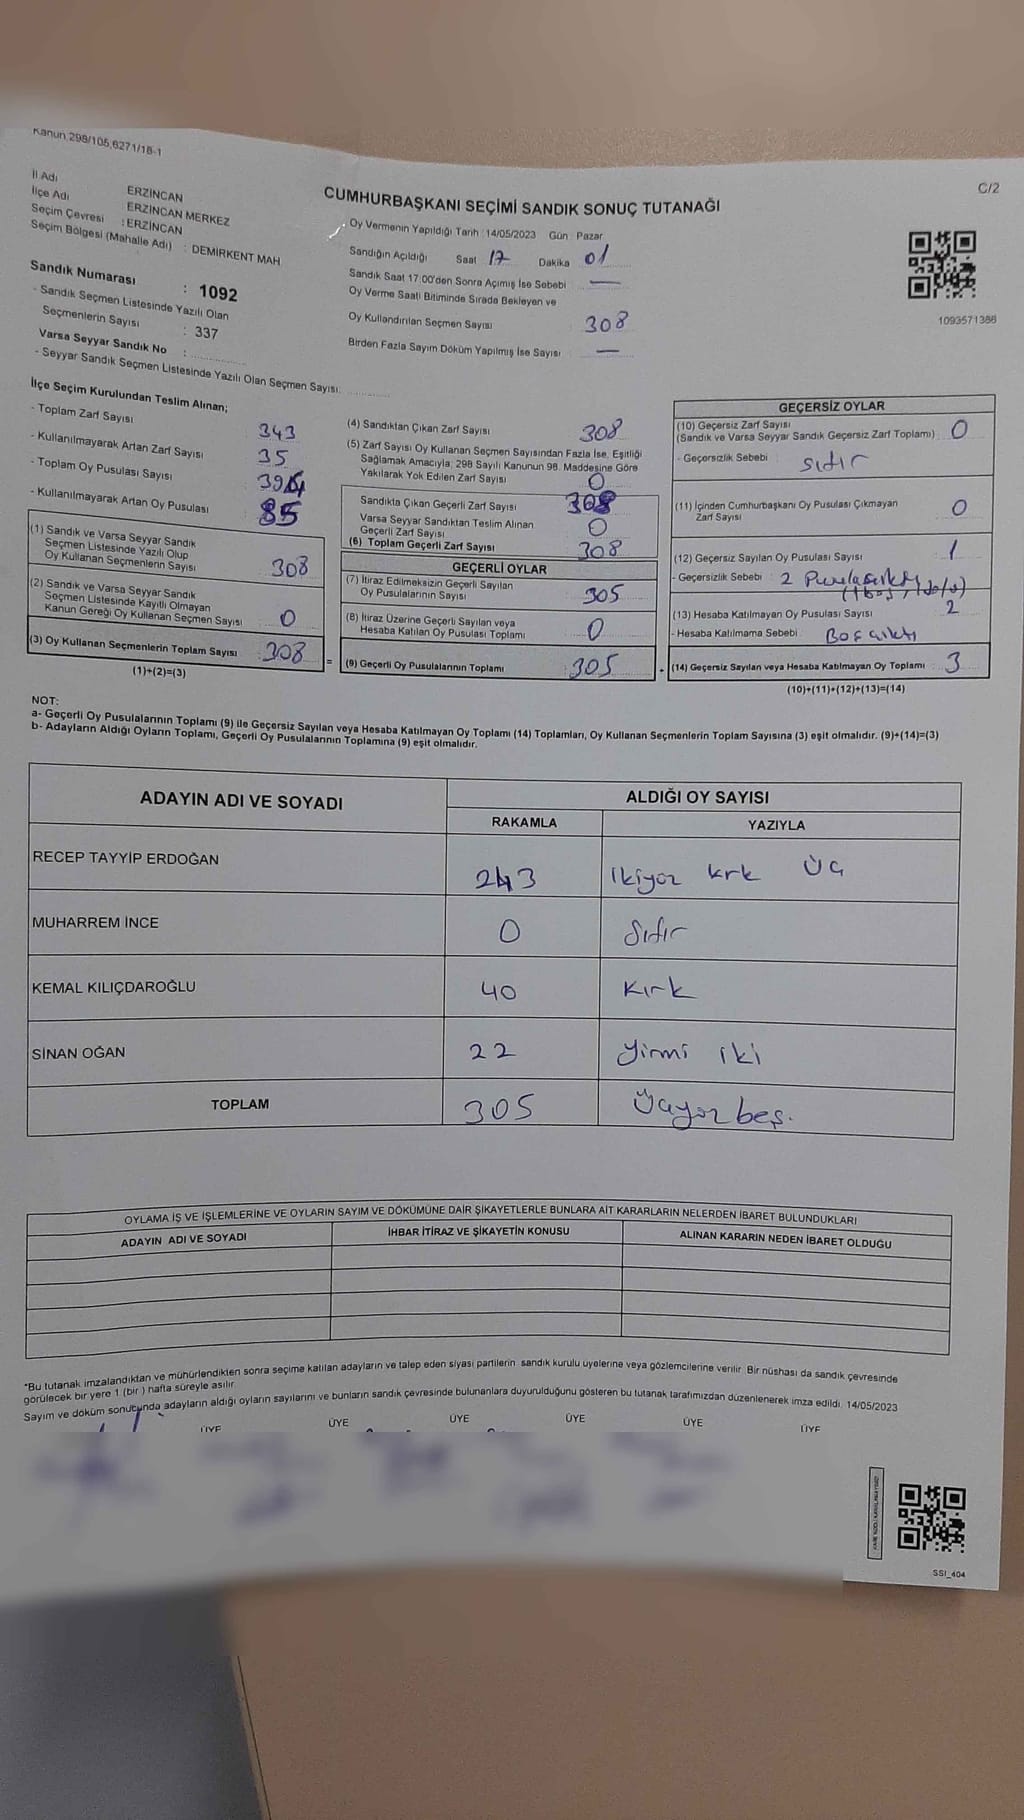 Kanun 298/105,6271/18-1
C/2
İl Adı ERZİNCAN
İlçe Adı ERZİNCAN MERKEZ
Seçim Çevresi : ERZİNCAN
Seçim Bölgesi (Mahalle Adı) : DEMİRKENT MAH
Sandık Numarası : 1092
- Sandık Seçmen Listesinde Yazılı Olan
Seçmenlerin Sayısı : 337
Varsa Seyyar Sandık No :
- Seyyar Sandık Seçmen Listesinde Yazılı Olan Seçmen Sayısı:
CUMHURBAŞKANI SEÇİMİ SANDIK SONUÇ TUTANAĞI
Oy Vermenin Yapıldığı Tarih :14/05/2023 Gün : Pazar
Sandığın Açıldığı Saat 17 Dakika 01
Sandık Saat 17:00'den Sonra Açımış İse Sebebi —
Oy Verme Saati Bitiminde Sırada Bekleyen ve
Oy Kullandırılan Seçmen Sayısı 308
Birden Fazla Sayım Döküm Yapılmış İse Sayısı —
1093571386
İlçe Seçim Kurulundan Teslim Alınan;
- Toplam Zarf Sayısı 343
- Kullanılmayarak Artan Zarf Sayısı 35
- Toplam Oy Pusulası Sayısı
- Kullanılmayarak Artan Oy Pusulası 85
(1) Sandık ve Varsa Seyyar Sandık
Seçmen Listesinde Yazılı Olup
Oy Kullanan Seçmenlerin Sayısı 308
(2) Sandık ve Varsa Seyyar Sandık
Seçmen Listesinde Kayıtlı Olmayan
Kanun Gereği Oy Kullanan Seçmen Sayısı 0
(3) Oy Kullanan Seçmenlerin Toplam Sayısı 308
(1)+(2)=(3)
(4) Sandıktan Çıkan Zarf Sayısı 308
(5) Zarf Sayısı Oy Kullanan Seçmen Sayısından Fazla İse, Eşitliği
Sağlamak Amacıyla, 298 Sayılı Kanunun 98. Maddesine Göre
Yakılarak Yok Edilen Zarf Sayısı 0
Sandıkta Çıkan Geçerli Zarf Sayısı 308
Varsa Seyyar Sandıktan Teslim Alınan
Geçerli Zarf Sayısı 0
(6) Toplam Geçerli Zarf Sayısı 308
GEÇERLİ OYLAR
(7) İtiraz Edilmeksizin Geçerli Sayılan
Oy Pusulalarının Sayısı 305
(8) İtiraz Üzerine Geçerli Sayılan veya
Hesaba Katılan Oy Pusulası Toplamı 0
= (9) Geçerli Oy Pusulalarının Toplamı 305
GEÇERSİZ OYLAR
(10) Geçersiz Zarf Sayısı
(Sandık ve Varsa Seyyar Sandık Geçersiz Zarf Toplamı) 0
- Geçersizlik Sebebi : sıfır
(11) İçinden Cumhurbaşkanı Oy Pusulası Çıkmayan
Zarf Sayısı 0
(12) Geçersiz Sayılan Oy Pusulası Sayısı 1
- Geçersizlik Sebebi : 2
(13) Hesaba Katılmayan Oy Pusulası Sayısı 2
- Hesaba Katılmama Sebebi Boş çıktı
+ (14) Geçersiz Sayılan veya Hesaba Katılmayan Oy Toplamı 3
(10)+(11)+(12)+(13)=(14)
NOT:
a- Geçerli Oy Pusulalarının Toplamı (9) ile Geçersiz Sayılan veya Hesaba Katılmayan Oy Toplamı (14) Toplamları, Oy Kullanan Seçmenlerin Toplam Sayısına (3) eşit olmalıdır. (9)+(14)=(3)
b- Adayların Aldığı Oyların Toplamı, Geçerli Oy Pusulalarının Toplamına (9) eşit olmalıdır.
ADAYIN ADI VE SOYADI ALDIĞI OY SAYISI
RAKAMLA YAZIYLA
RECEP TAYYİP ERDOĞAN 243 ikiyüz kırk üç
MUHARREM İNCE 0 Sıfır
KEMAL KILIÇDAROĞLU 40 Kırk
SİNAN OĞAN 22 Yirmi iki
TOPLAM 305 Üçyüz beş.
OYLAMA İŞ VE İŞLEMLERİNE VE OYLARIN SAYIM VE DÖKÜMÜNE DAİR ŞİKAYETLERLE BUNLARA AİT KARARLARIN NELERDEN İBARET BULUNDUKLARI
ADAYIN ADI VE SOYADI İHBAR İTİRAZ VE ŞİKAYETİN KONUSU ALINAN KARARIN NEDEN İBARET OLDUĞU
"Bu tutanak imzalandıktan ve mühürlendikten sonra seçime katılan adayların ve talep eden siyasi partilerin sandık kurulu üyelerine veya gözlemcilerine verilir. Bir nüshası da sandık çevresinde
görülecek bir yere 1 (bir ) hafta süreyle asılır.
Sayım ve döküm sonucunda adayların aldığı oyların sayılarını ve bunların sandık çevresinde bulunanlara duyurulduğunu gösteren bu tutanak tarafımızdan düzenlenerek imza edildi. 14/05/2023
ÜYE ÜYE ÜYE ÜYE ÜYE ÜYE
SSI_404